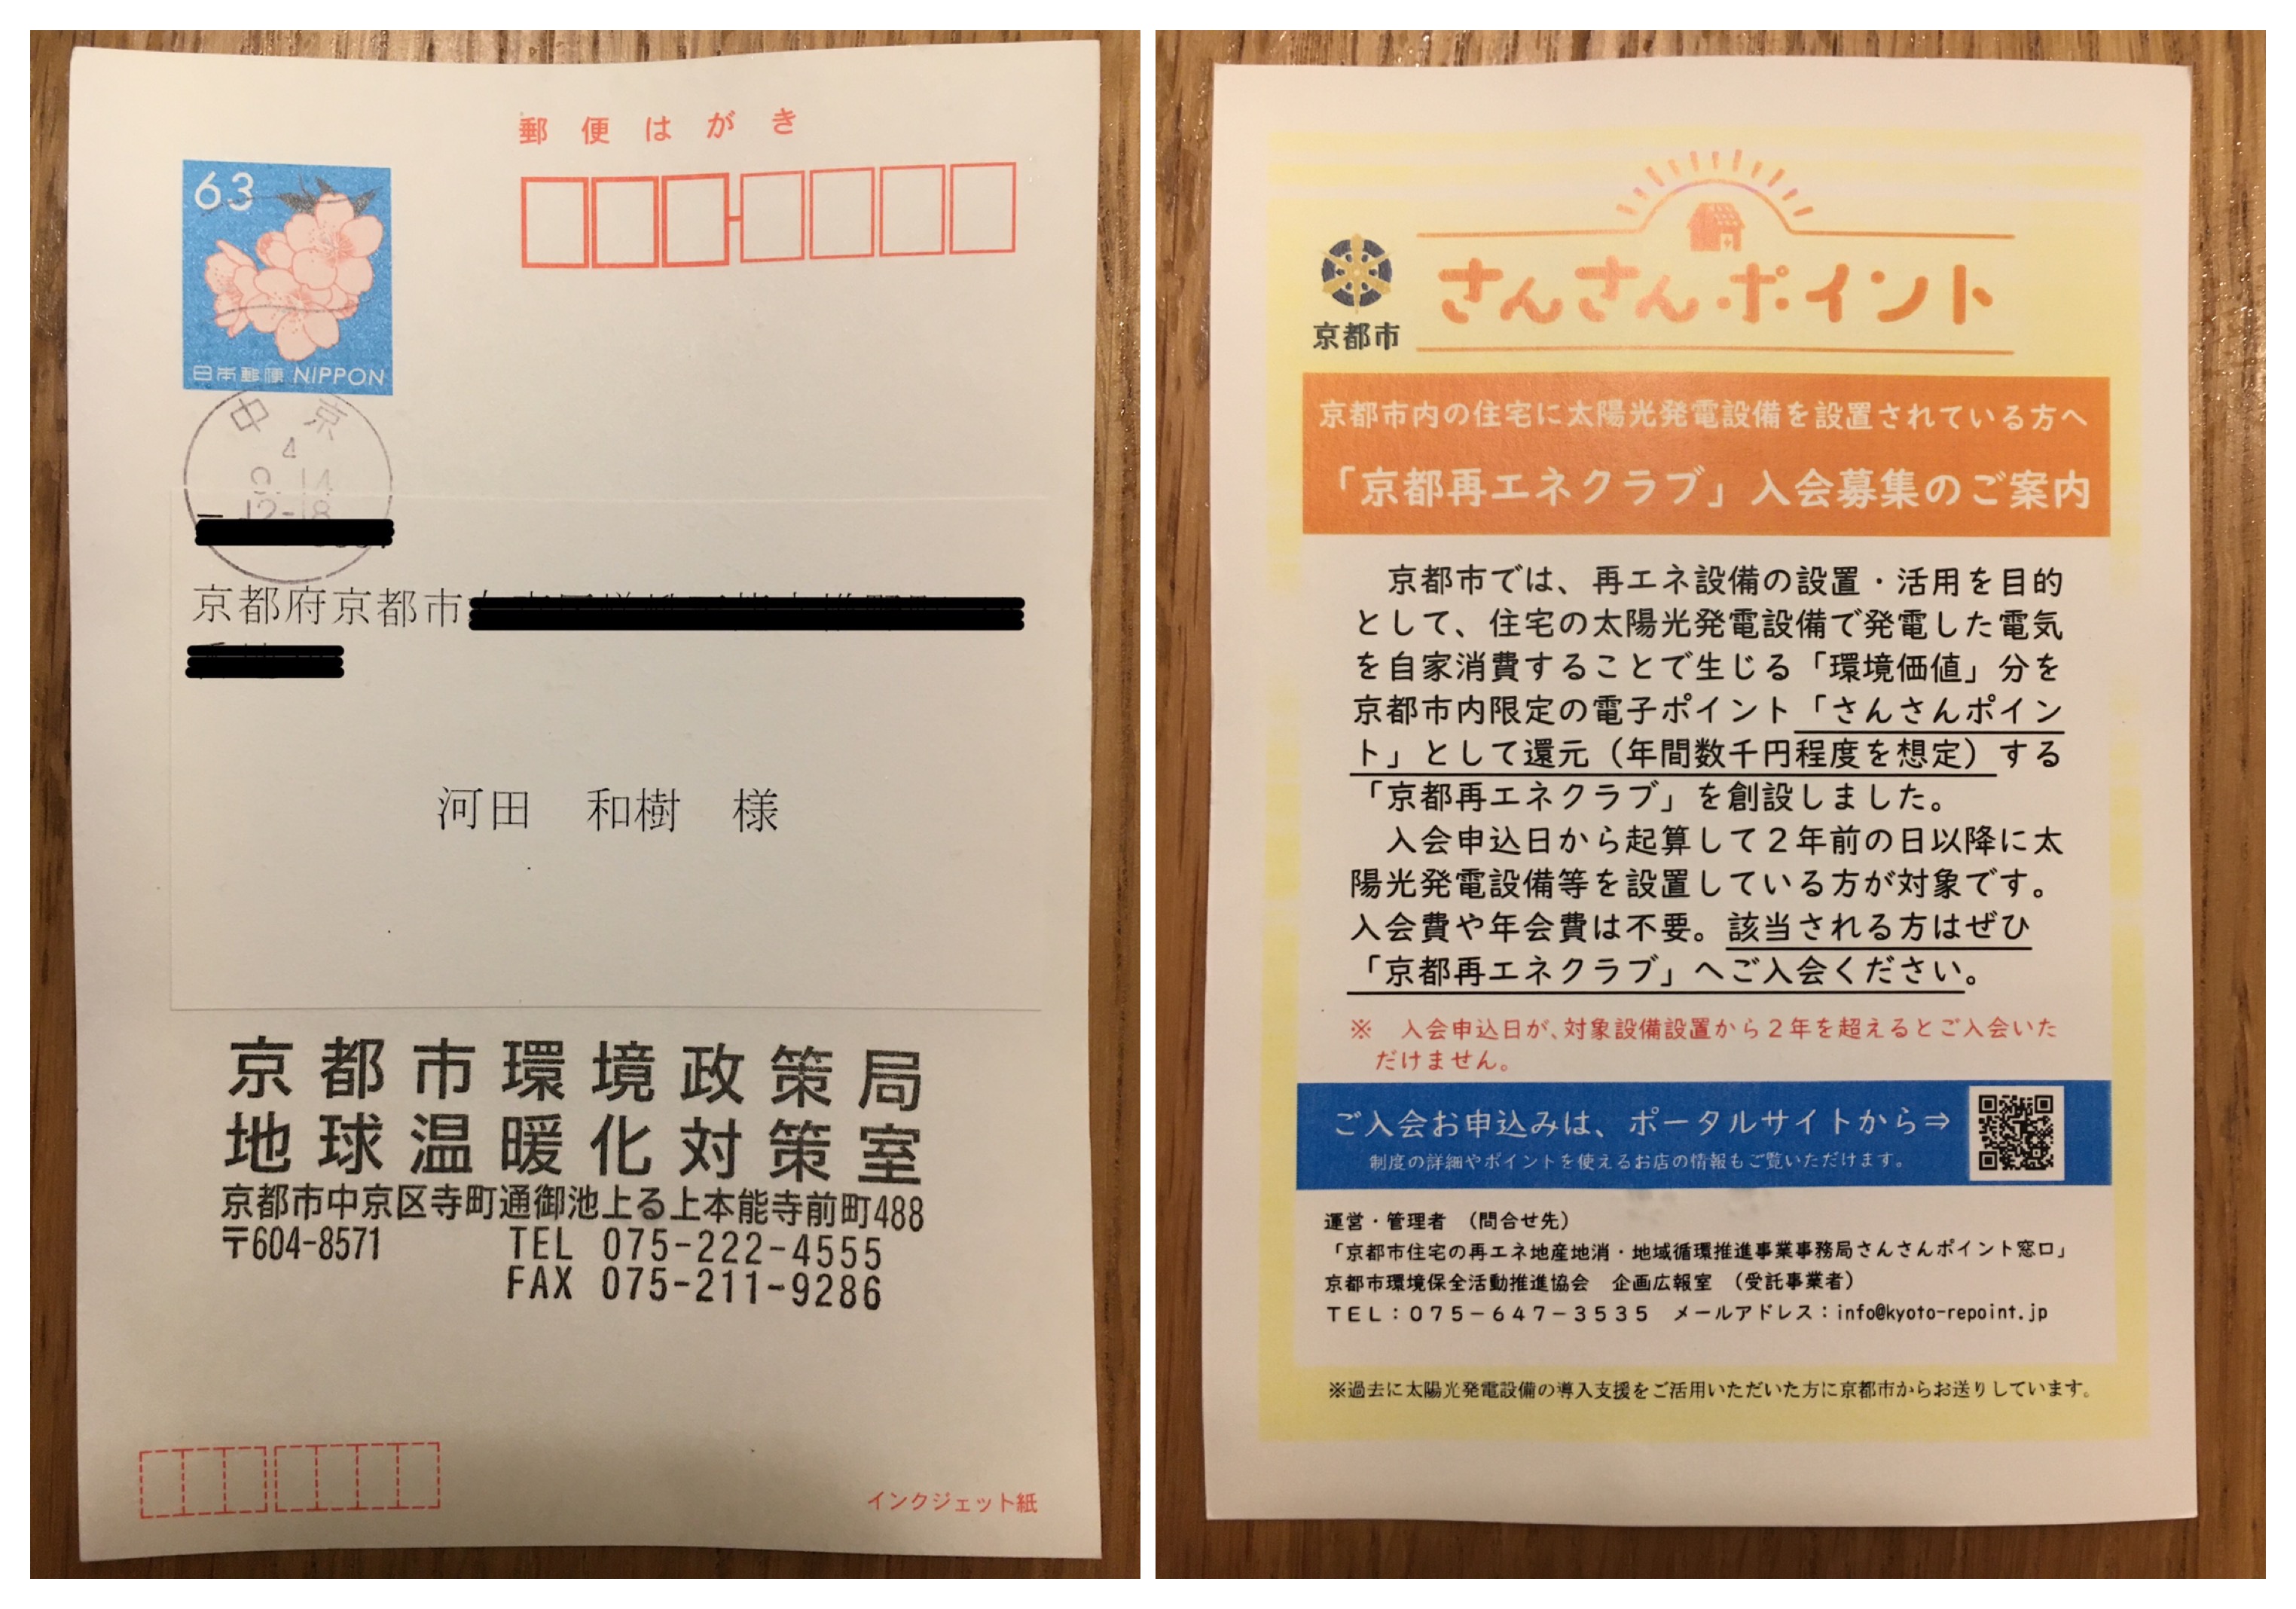 郵便はがき
63
日本郵便 NIPPON
中京
4
9.14
12-18
京都府京都市
河田 和樹 様
京都市環境政策局
地球温暖化対策室
京都市中京区寺町通御池上る上本能寺前町488
〒604-8571 TEL 075-222-4555
FAX 075-211-9286
インクジェット紙
京都市
さんさんポイント
京都市内の住宅に太陽光発電設備を設置されている方へ
「京都再エネクラブ」入会募集のご案内
京都市では、再エネ設備の設置・活用を目的
として、住宅の太陽光発電設備で発電した電気
を自家消費することで生じる「環境価値」分を
京都市内限定の電子ポイント「さんさんポイン
ト」として還元（年間数千円程度を想定）する
「京都再エネクラブ」を創設しました。
入会申込日から起算して２年前の日以降に太
陽光発電設備等を設置している方が対象です。
入会費や年会費は不要。該当される方はぜひ
「京都再エネクラブ」へご入会ください。
※ 入会申込日が、対象設備設置から２年を超えるとご入会いた
だけません。
ご入会お申込みは、ポータルサイトから⇒
制度の詳細やポイントを使えるお店の情報もご覧いただけます。
運営・管理者 （問合せ先）
「京都市住宅の再エネ地産地消・地域循環推進事業事務局さんさんポイント窓口」
京都市環境保全活動推進協会 企画広報室 （受託事業者）
ＴＥＬ：０７５－６４７－３５３５ メールアドレス：info@kyoto-repoint.jp
※過去に太陽光発電設備の導入支援をご活用いただいた方に京都市からお送りしています。